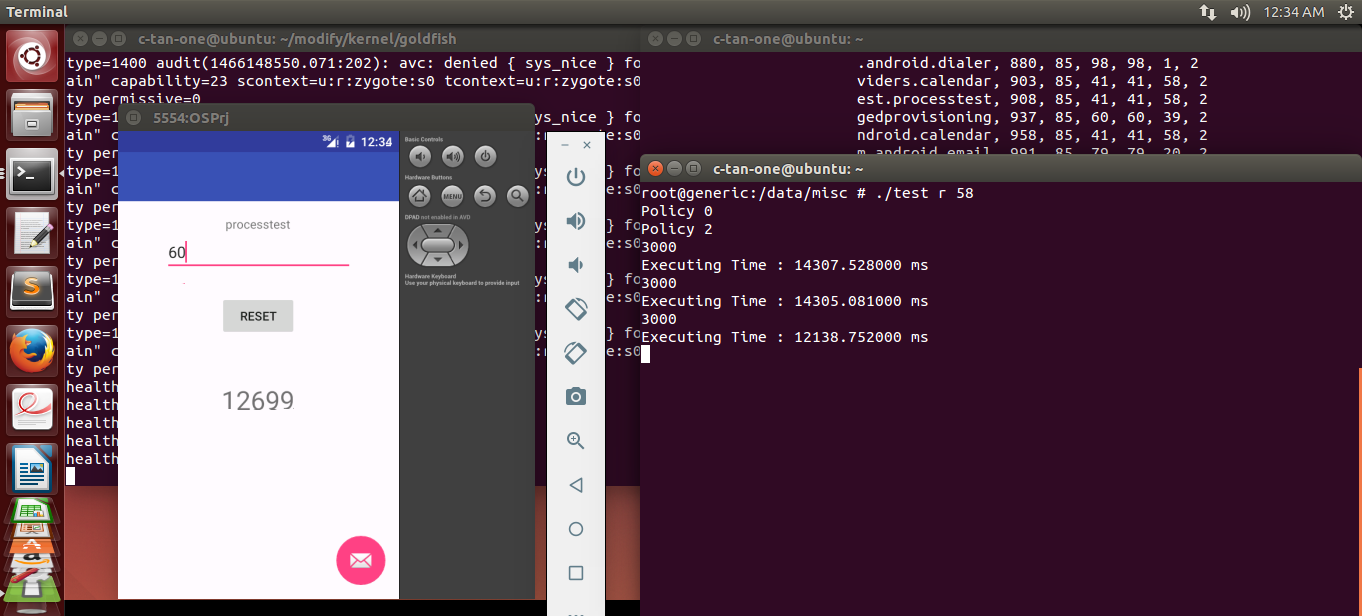 Terminal
12:34 AM
c-tan-one@ubuntu: ~/modify/kernel/goldfish
type=1400 audit(1466148550.071:202): avc: denied { sys_nice } fo
ain" capability=23 scontext=u:r:zygote:s0 tcontext=u:r:zygote:s0
ty permissive=0
type=1
ys_nice } fo
ain" c
:zygote:s0
ty per
type=1
} fo
ain" c
:s0
ty per
type=1
} fo
ain" c
:s0
ty per
type=1
} fo
ain" c
:s0
ty per
type=1
} fo
ain" c
:s0
ty per
health
health
health
health
health
5554:OSPrj
3G
12:34
processtest
60
RESET
12699
Basic Controls
Hardware Buttons
MENU
DPAD not enabled in AVD
Hardware Keyboard
Use your physical keyboard to provide input
c-tan-one@ubuntu: ~
.android.dialer, 880, 85, 98, 98, 1, 2
viders.calendar, 903, 85, 41, 41, 58, 2
est.processtest, 908, 85, 41, 41, 58, 2
gedprovisioning, 937, 85, 60, 60, 39, 2
ndroid.calendar, 958, 85, 41, 41, 58, 2
m.android.email, 991, 85, 79, 79, 20, 2
c-tan-one@ubuntu: ~
root@generic:/data/misc # ./test r 58
Policy 0
Policy 2
3000
Executing Time : 14307.528000 ms
3000
Executing Time : 14305.081000 ms
3000
Executing Time : 12138.752000 ms